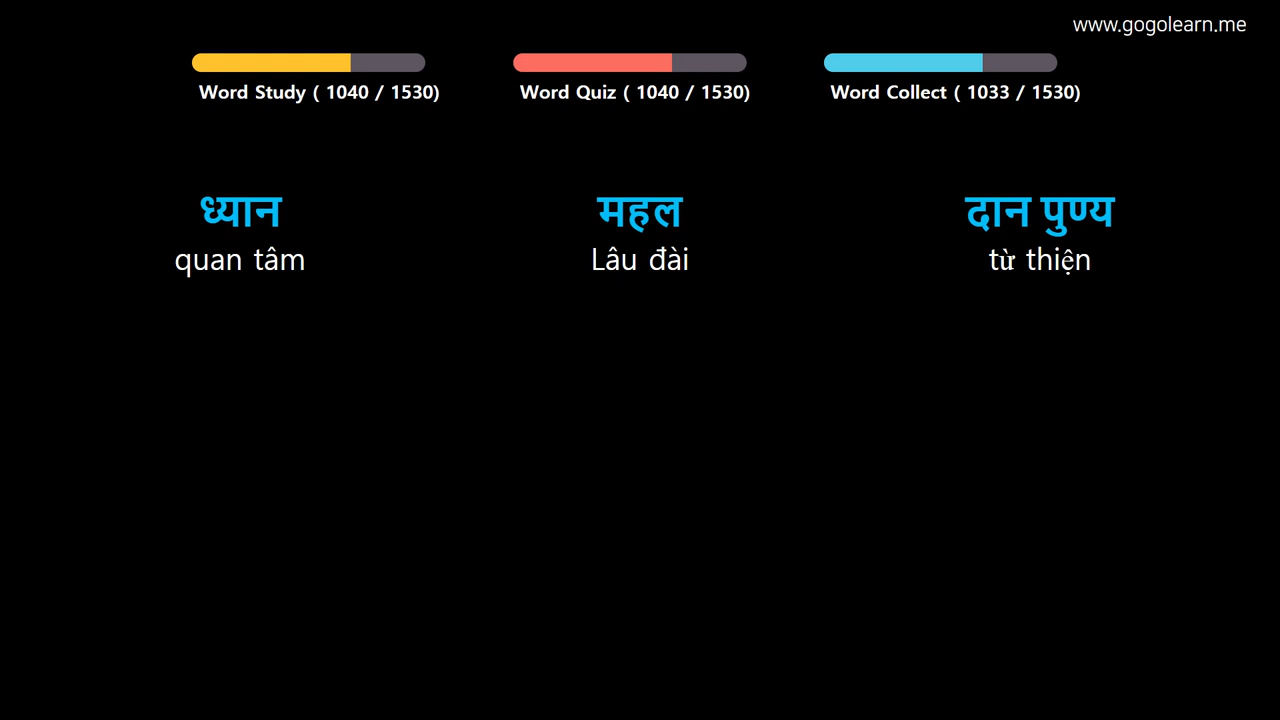 www.gogolearn.me
Word Study ( 1040 / 1530)
Word Quiz ( 1040 / 1530)
Word Collect ( 1033 / 1530)
ध्यान
quan tâm
महल
Lâu đài
दान पुण्य
từ thiện